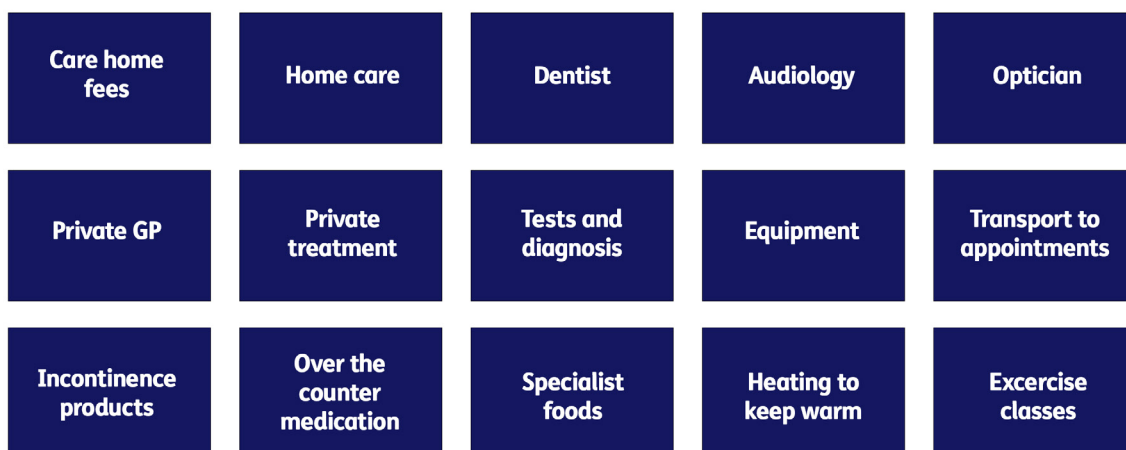 Care home
fees
Home care
Dentist
Audiology
Optician
Private GP
Private
treatment
Tests and
diagnosis
Equipment
Transport to
appointments
Incontinence
products
Over the
counter
medication
Specialist
foods
Heating to
keep warm
Excercise
classes